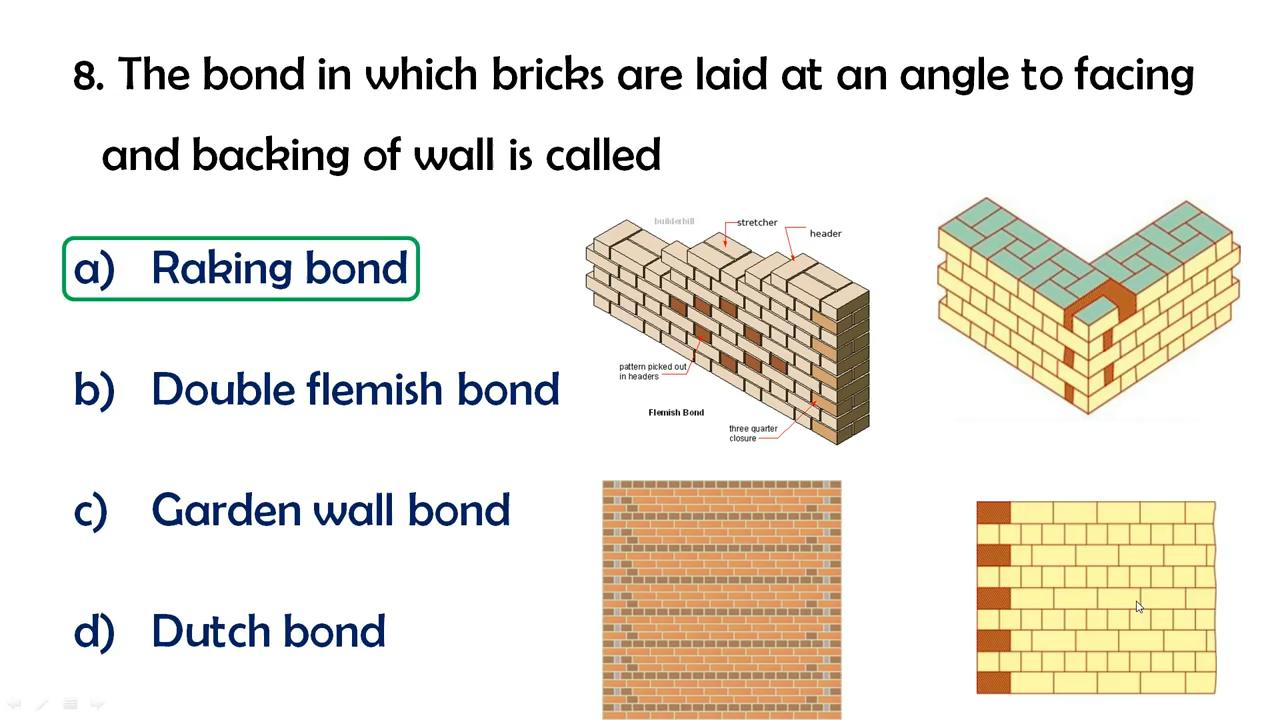 8. The bond in which bricks are laid at an angle to facing
and backing of wall is called
a) Raking bond
b) Double flemish bond
c) Garden wall bond
d) Dutch bond
builderbill
stretcher
header
pattern picked out
in headers
Flemish Bond
three quarter
closure